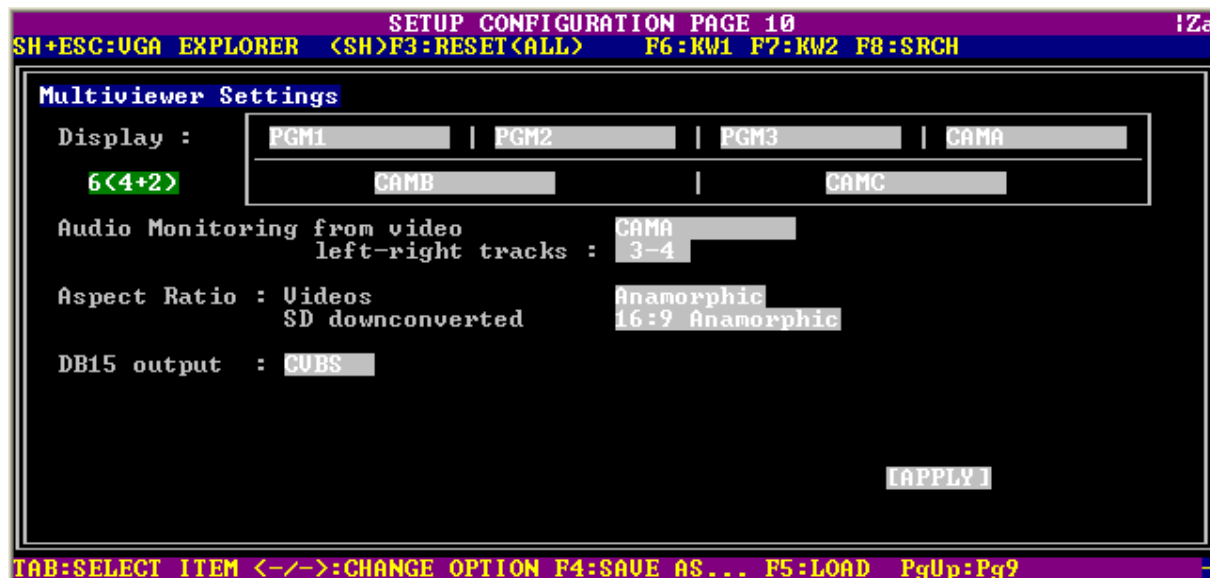 SETUP CONFIGURATION PAGE 10 |Za
SH+ESC:VGA EXPLORER <SH>F3:RESET<ALL> F6:KW1 F7:KW2 F8:SRCH
Multiviewer Settings
Display : PGM1 | PGM2 | PGM3 | CAMA
6<4+2> CAMB | CAMC
Audio Monitoring from video CAMA
left-right tracks : 3-4
Aspect Ratio : Videos Anamorphic
SD downconverted 16:9 Anamorphic
DB15 output : CVBS
[APPLY]
TAB:SELECT ITEM <-/->:CHANGE OPTION F4:SAVE AS... F5:LOAD PgUp:Pg9